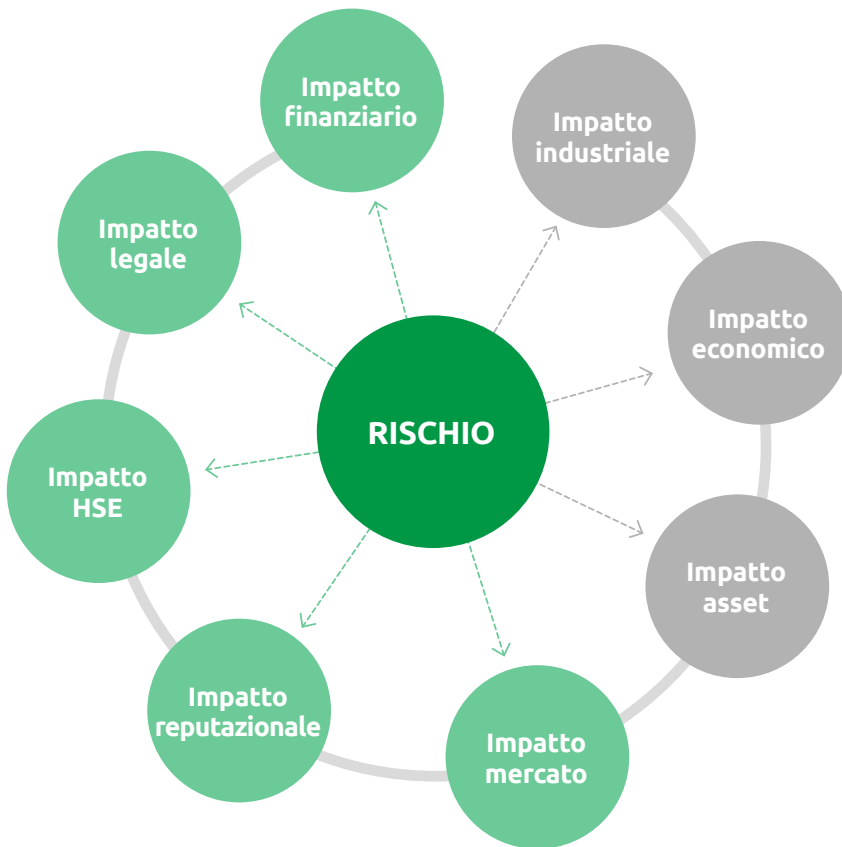 Impatto
finanziario
Impatto
industriale
Impatto
legale
Impatto
economico
RISCHIO
Impatto
HSE
Impatto
asset
Impatto
reputazionale
Impatto
mercato